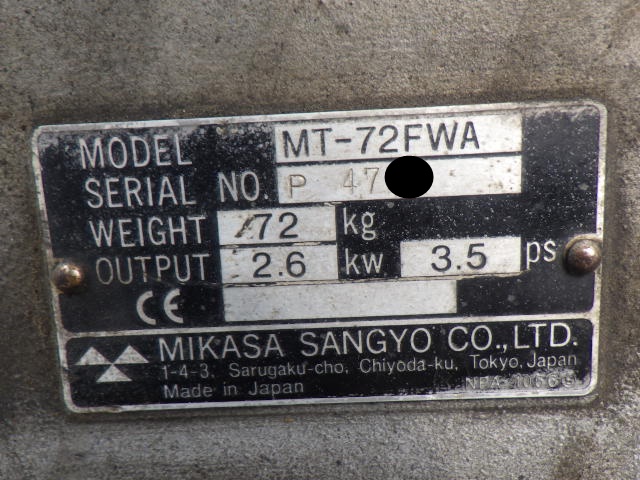 MODEL MT-72FWA
SERIAL NO. P 47
WEIGHT 72 kg
OUTPUT 2.6 kw 3.5 ps
CE
MIKASA SANGYO CO., LTD.
1-4-3, Sarugaku-cho, Chiyoda-ku, Tokyo, Japan
Made in Japan